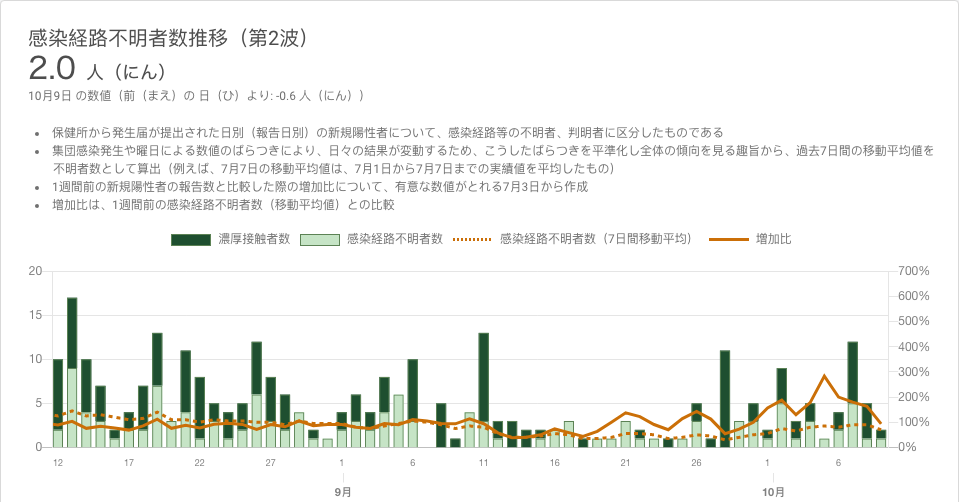 感染経路不明者数推移（第2波）
2.0 人（にん）
10月9日 の数値（前（まえ）の 日（ひ）より: -0.6 人（にん））
• 保健所から発生届が提出された日別（報告日別）の新規陽性者について、感染経路等の不明者、判明者に区分したものである
• 集団感染発生や曜日による数値のばらつきにより、日々の結果が変動するため、こうしたばらつきを平準化し全体の傾向を見る趣旨から、過去7日間の移動平均値を
不明者数として算出（例えば、7月7日の移動平均値は、7月1日から7月7日までの実績値を平均したもの）
• 1週間前の新規陽性者の報告数と比較した際の増加比について、有意な数値がとれる7月3日から作成
• 増加比は、1週間前の感染経路不明者数（移動平均値）との比較
濃厚接触者数 感染経路不明者数 感染経路不明者数（7日間移動平均） 増加比
20 700%
600%
15 500%
400%
10 300%
200%
5 100%
0 0%
12 17 22 27 1 6 11 16 21 26 1 6
9月 10月